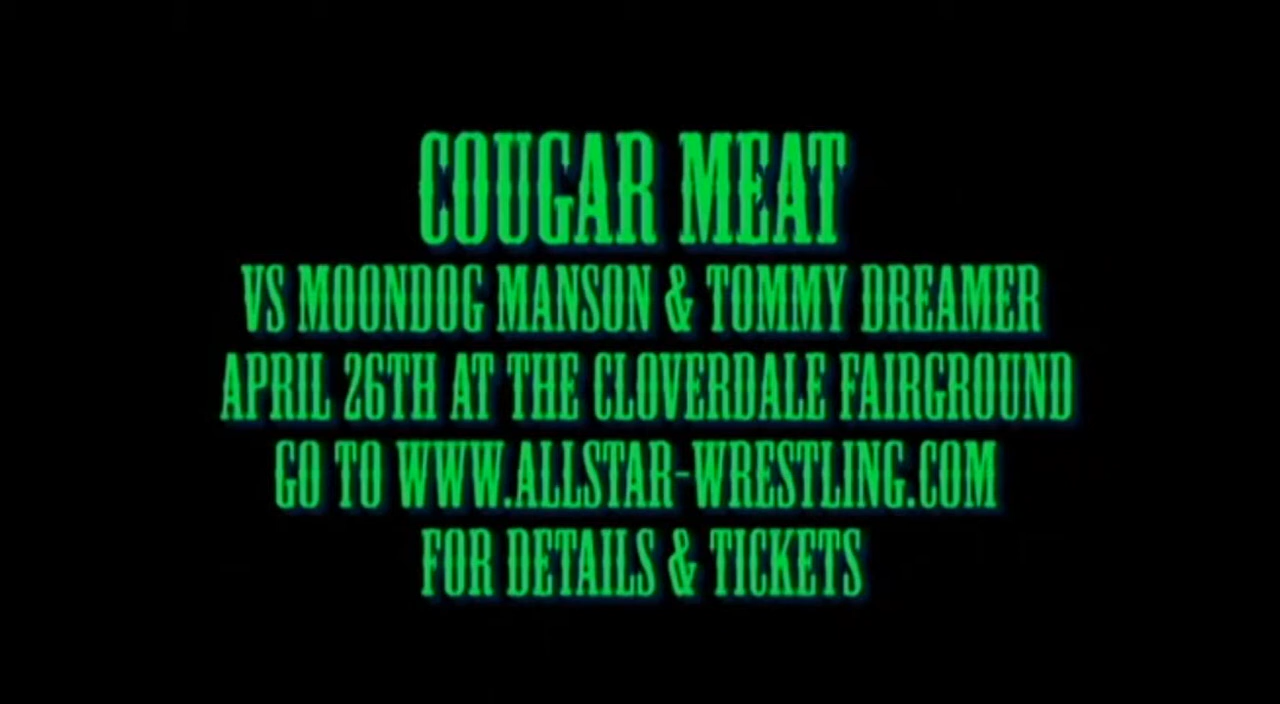 COUGAR MEAT
VS MOONDOG MANSON & TOMMY DREAMER
APRIL 26TH AT THE CLOVERDALE FAIRGROUND
GO TO WWW.ALLSTAR-WRESTLING.COM
FOR DETAILS & TICKETS